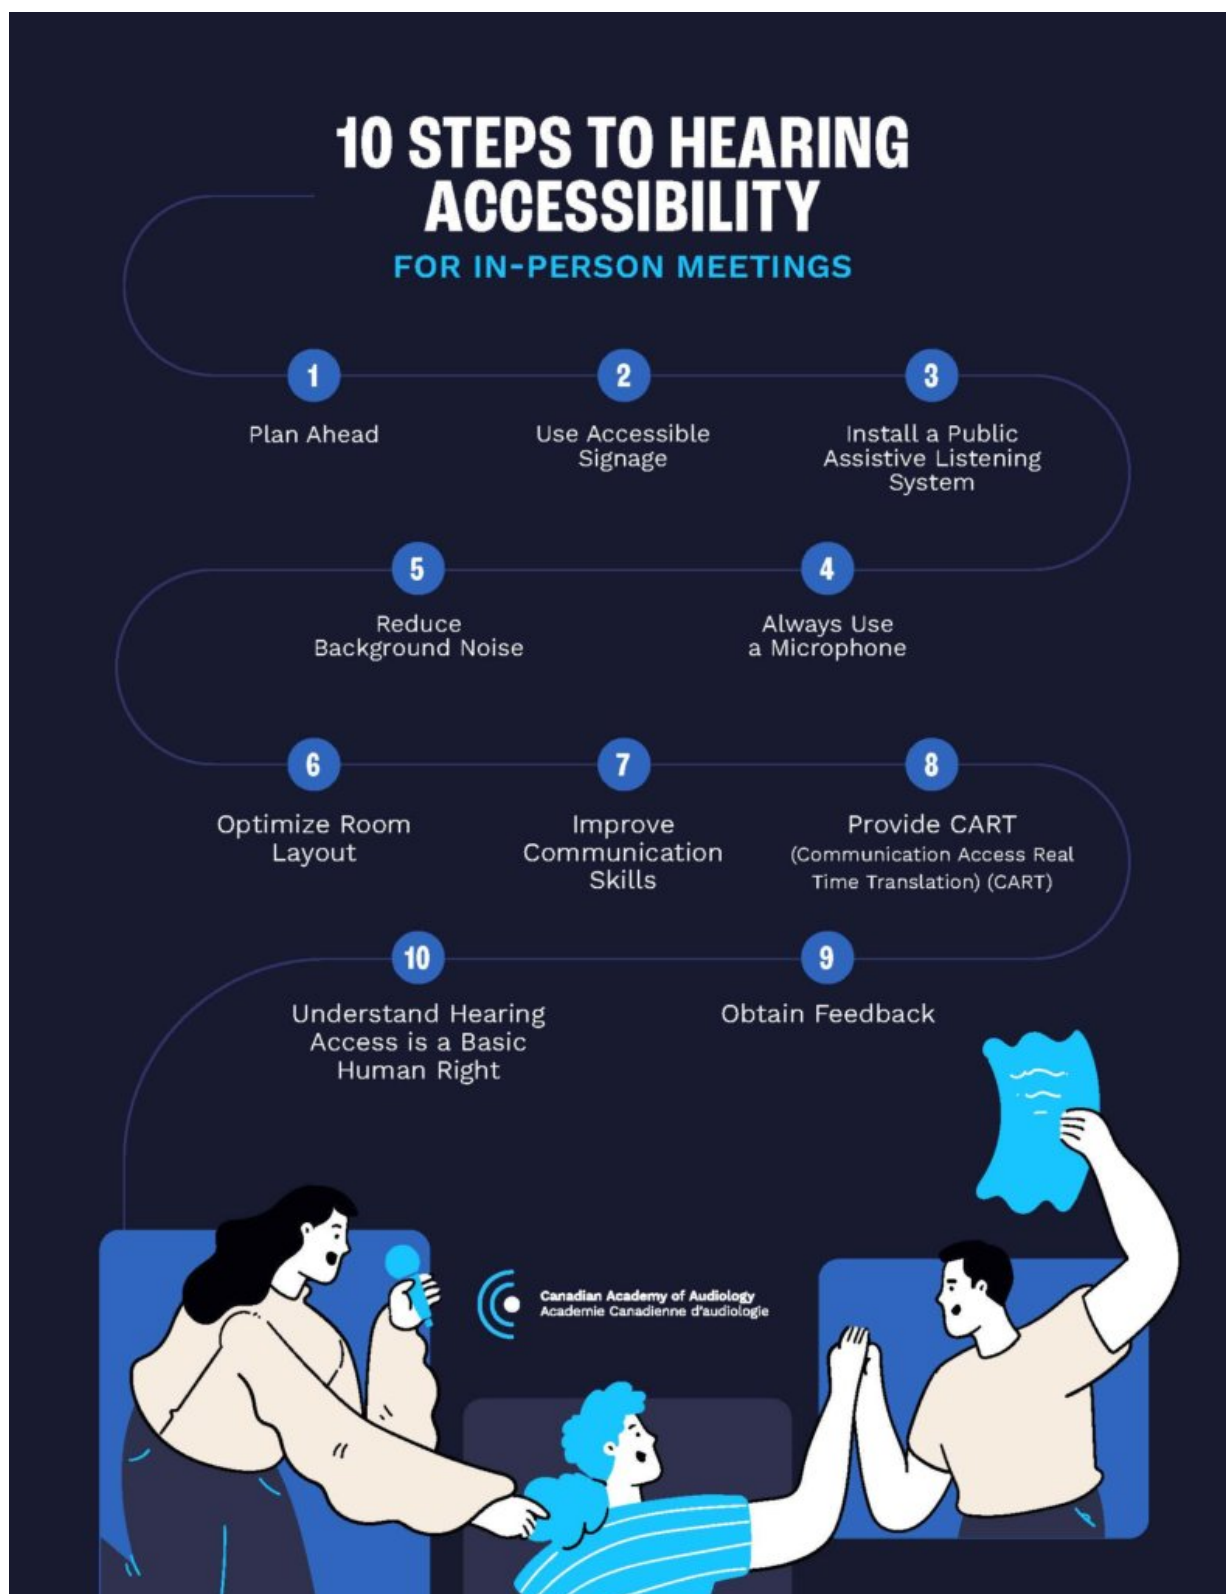 10 STEPS TO HEARING
ACCESSIBILITY
FOR IN-PERSON MEETINGS
1
Plan Ahead
2
Use Accessible
Signage
3
Install a Public
Assistive Listening
System
4
Always Use
a Microphone
5
Reduce
Background Noise
6
Optimize Room
Layout
7
Improve
Communication
Skills
8
Provide CART
(Communication Access Real
Time Translation) (CART)
9
Obtain Feedback
10
Understand Hearing
Access is a Basic
Human Right
Canadian Academy of Audiology
Academie Canadienne d'audiologie